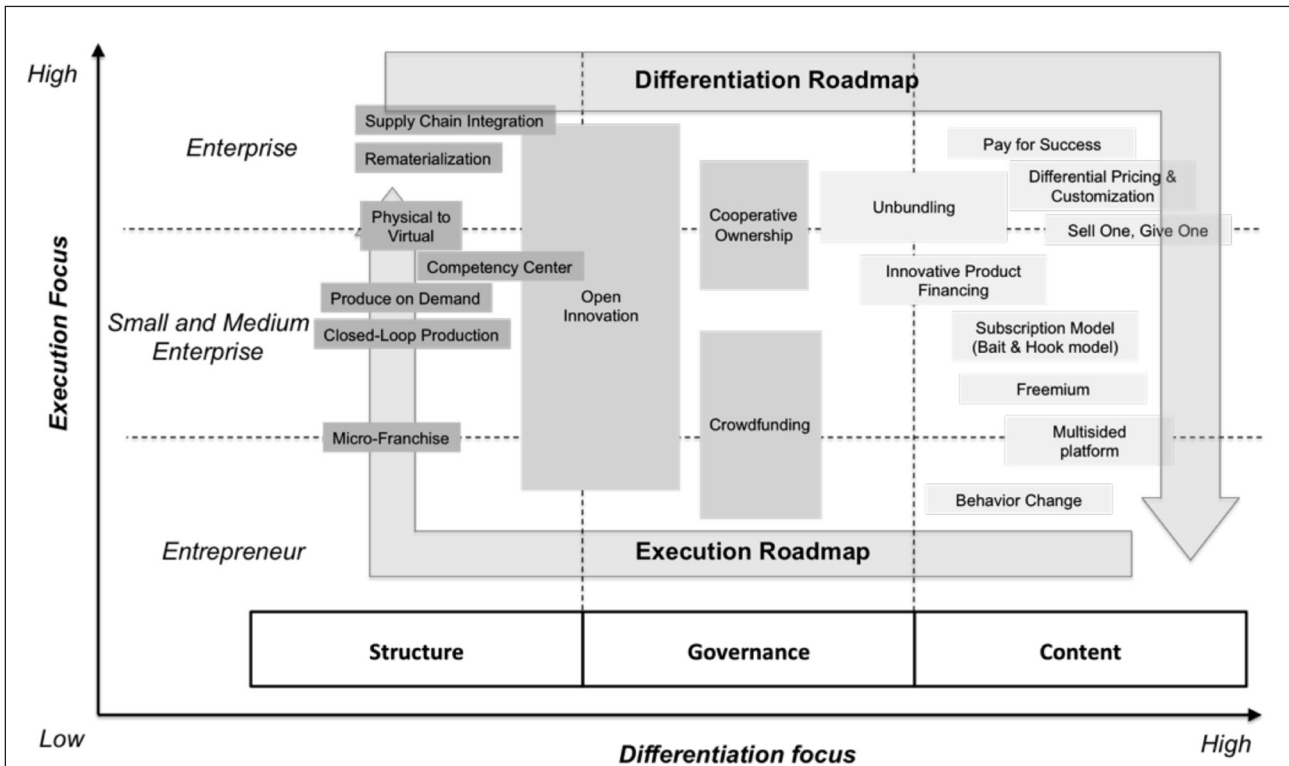 High
Differentiation Roadmap
Supply Chain Integration
Enterprise
Pay for Success
Rematerialization
Differential Pricing &
Customization
Physical to
Virtual
Cooperative
Ownership
Unbundling
Sell One, Give One
Competency Center
Innovative Product
Financing
Produce on Demand
Open
Innovation
Small and Medium
Enterprise
Closed-Loop Production
Subscription Model
(Bait & Hook model)
Freemium
Micro-Franchise
Crowdfunding
Multisided
platform
Behavior Change
Entrepreneur
Execution Roadmap
Execution Focus
Structure
Governance
Content
Low
Differentiation focus
High